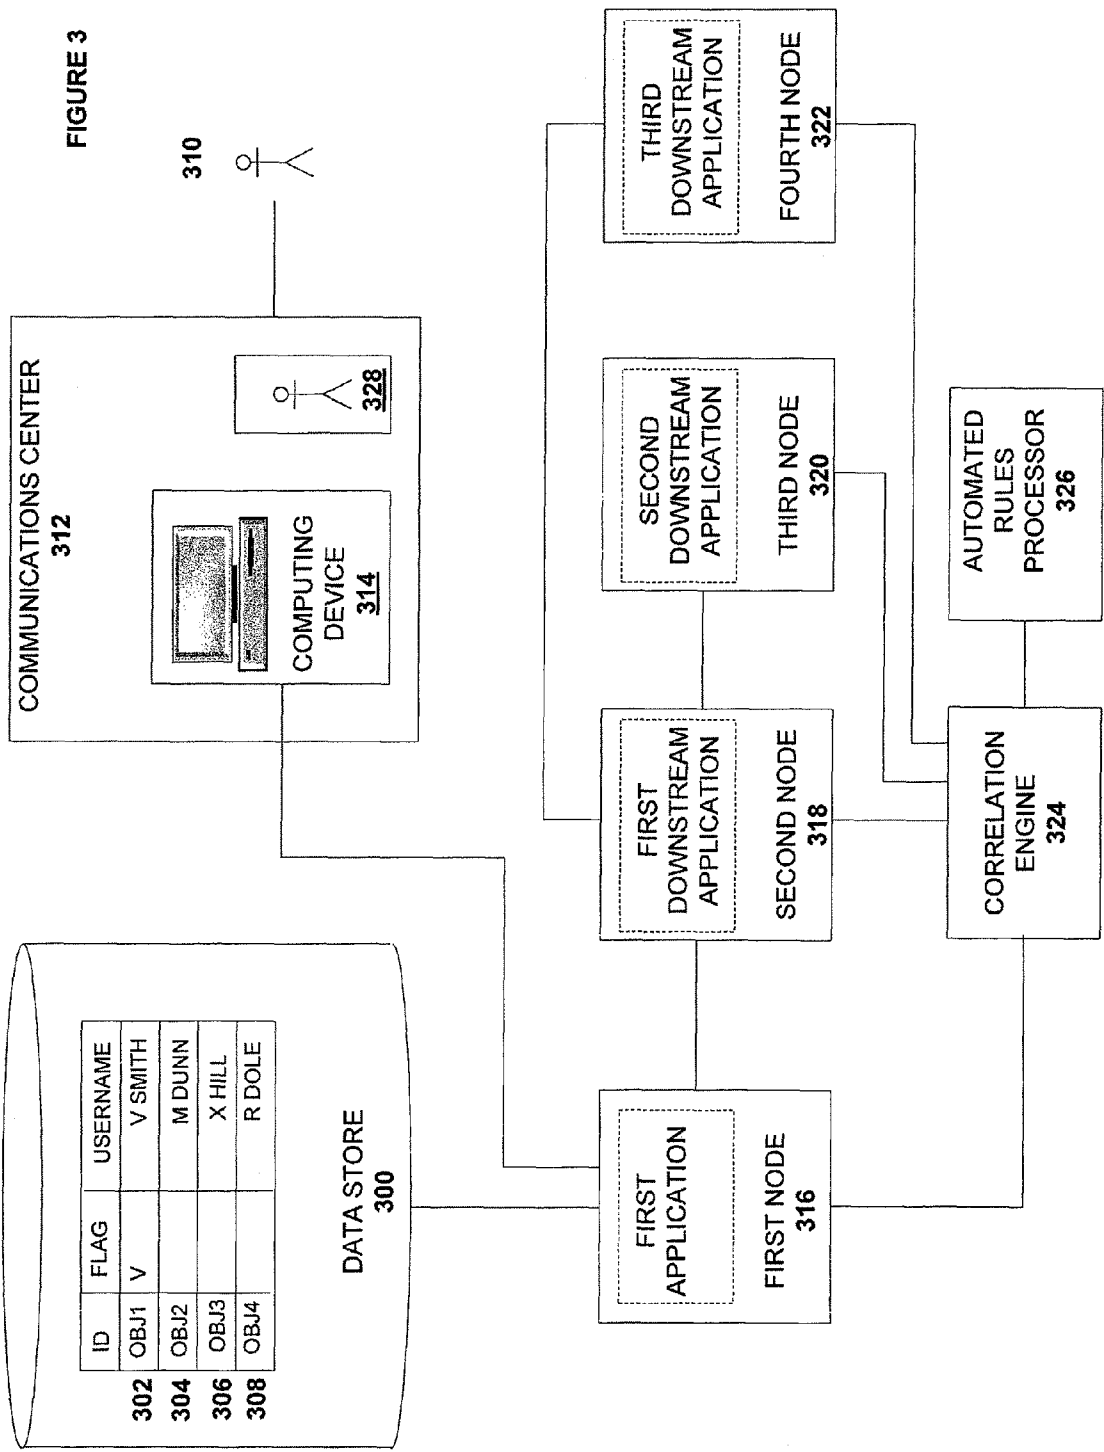 FIGURE 3
COMMUNICATIONS CENTER
312
COMPUTING
DEVICE
314
328
310
ID FLAG USERNAME
302 OBJ1 V V SMITH
304 OBJ2 M DUNN
306 OBJ3 X HILL
308 OBJ4 R DOLE
DATA STORE
300
FIRST
APPLICATION
FIRST NODE
316
FIRST
DOWNSTREAM
APPLICATION
SECOND NODE
318
SECOND
DOWNSTREAM
APPLICATION
THIRD NODE
320
THIRD
DOWNSTREAM
APPLICATION
FOURTH NODE
322
CORRELATION
ENGINE
324
AUTOMATED
RULES
PROCESSOR
326